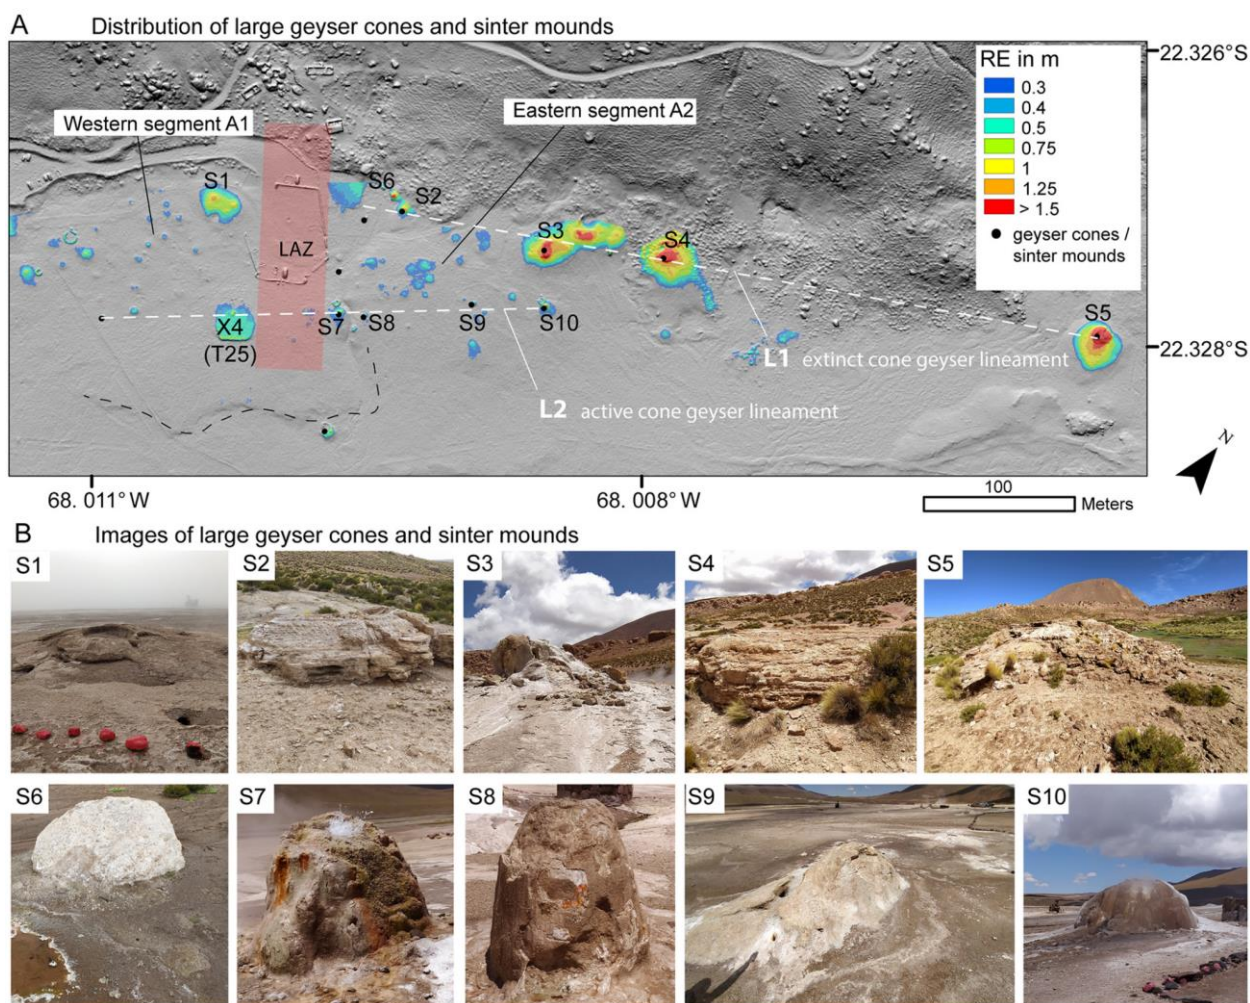 A Distribution of large geyser cones and sinter mounds
22.326°S
RE in m
0.3
0.4
0.5
0.75
1
1.25
> 1.5
geyser cones /
sinter mounds
Western segment A1
Eastern segment A2
S1
S6
S2
S3
S4
LAZ
S5
X4
(T25)
S7
S8
S9
S10
22.328°S
L1 extinct cone geyser lineament
L2 active cone geyser lineament
N
68. 011° W
68. 008° W
100
Meters
B Images of large geyser cones and sinter mounds
S1
S2
S3
S4
S5
S6
S7
S8
S9
S10